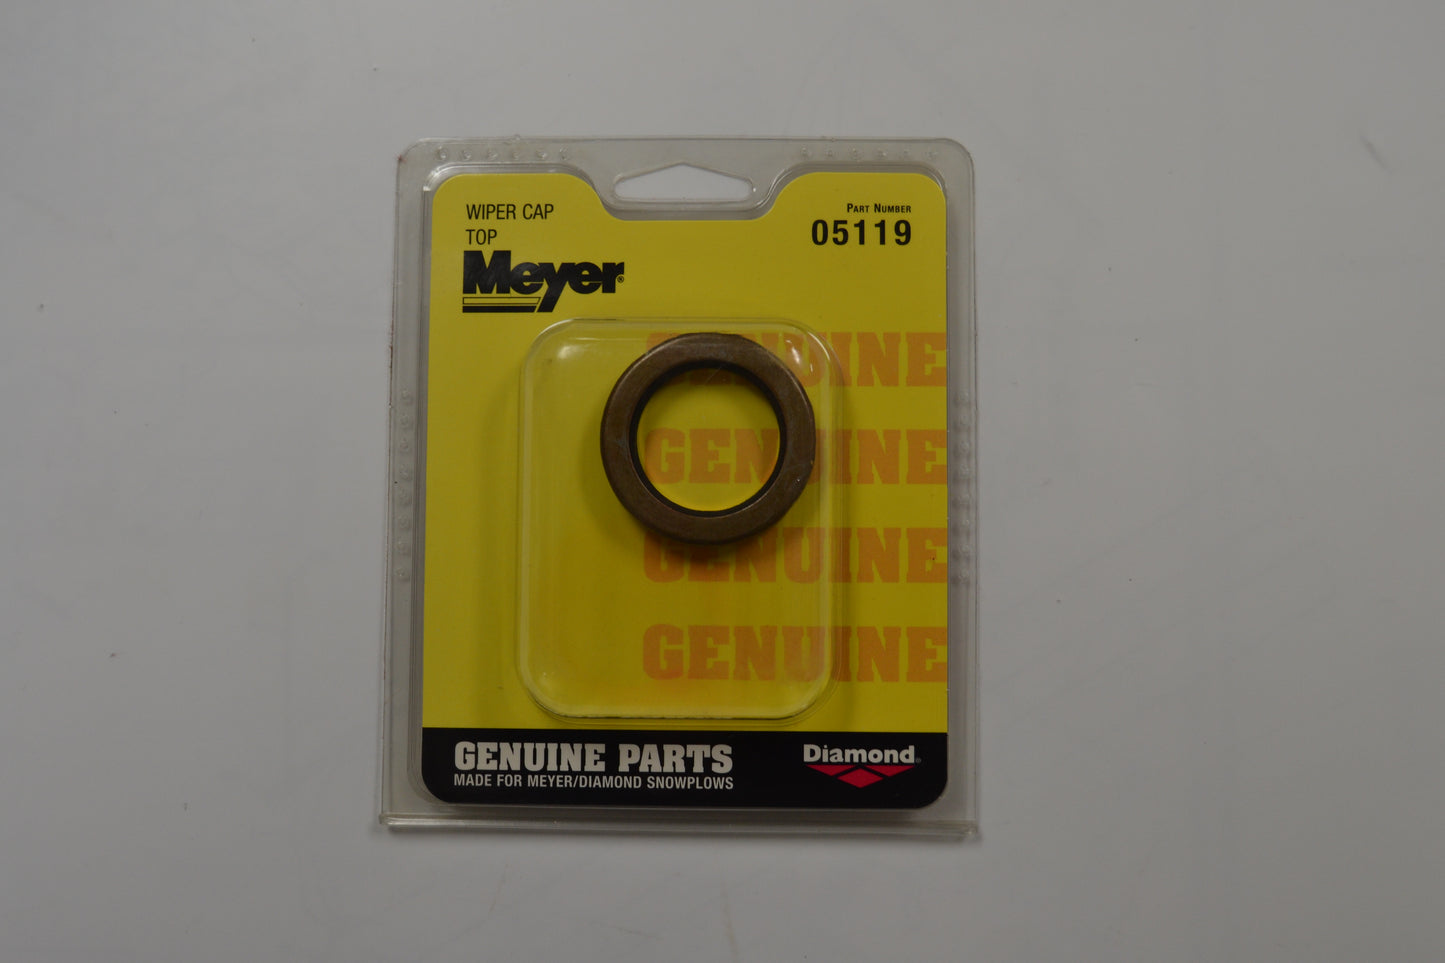 WIPER CAP
TOP
Meyer®
PART NUMBER
05119
GENUINE
GENUINE
GENUINE
GENUINE
GENUINE PARTS
MADE FOR MEYER/DIAMOND SNOWPLOWS
Diamond®